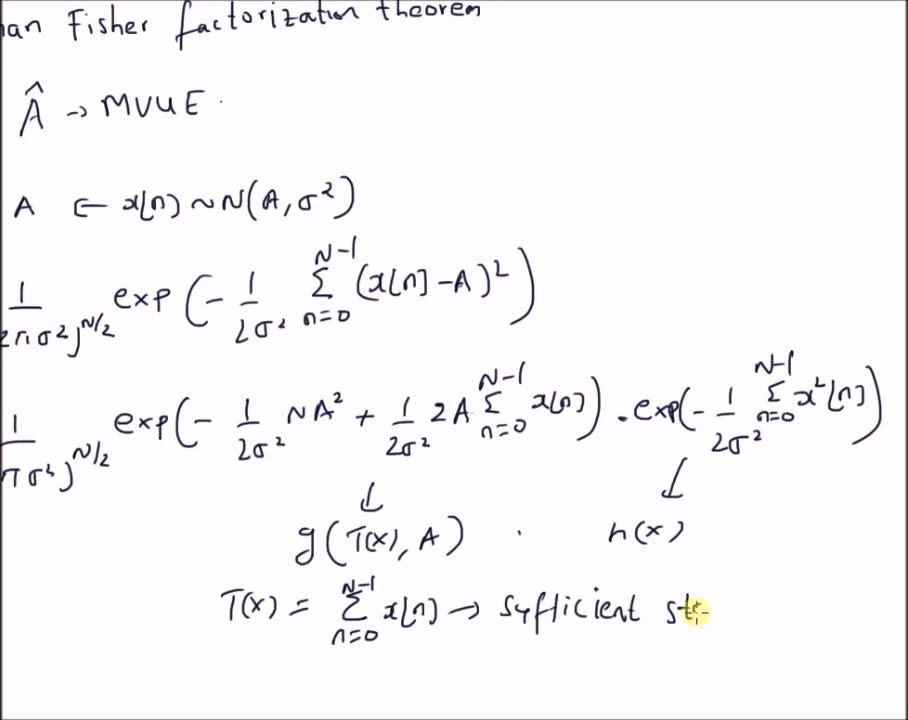 an Fisher factorization theorem
Â → MVUE
A ← x[n] ~ N(A, σ²)
1/(2πσ²)^N/2 exp(- 1/2σ² Σ_{n=0}^{N-1} (x[n] - A)²)
1/πσ²)^N/2 exp(- 1/2σ² NA² + 1/2σ² 2A Σ_{n=0}^{N-1} x[n]) . exp(- 1/2σ² Σ_{n=0}^{N-1} x²[n])
↓ ↓
g(T(x), A) . h(x)
T(x) = Σ_{n=0}^{N-1} x[n] → sufficient st